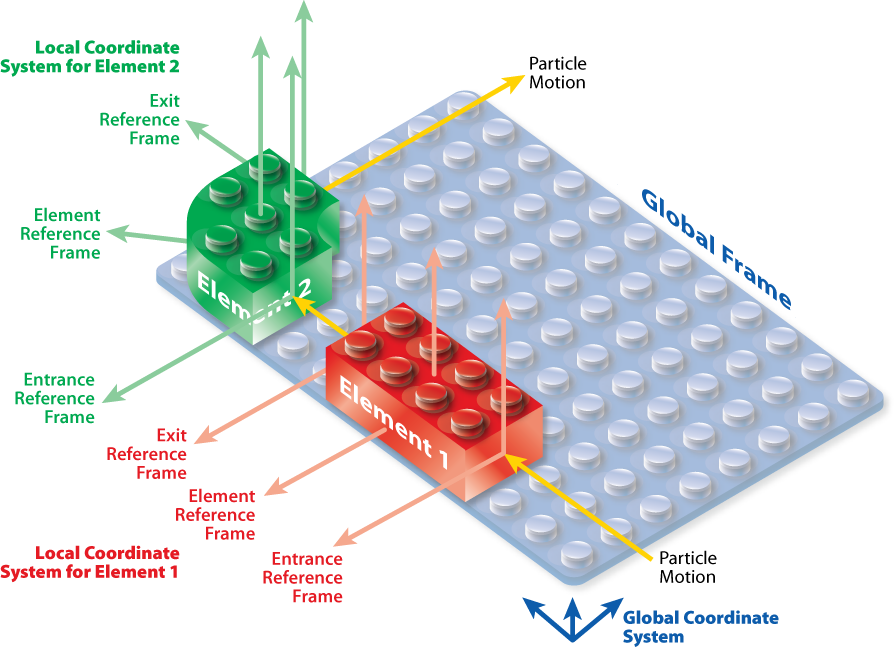 Local Coordinate
System for Element 2
Particle
Motion
Exit
Reference
Frame
Global Frame
Element
Reference
Frame
Element 2
Entrance
Reference
Frame
Element 1
Exit
Reference
Frame
Element
Reference
Frame
Local Coordinate
System for Element 1
Entrance
Reference
Frame
Particle
Motion
Global Coordinate
System